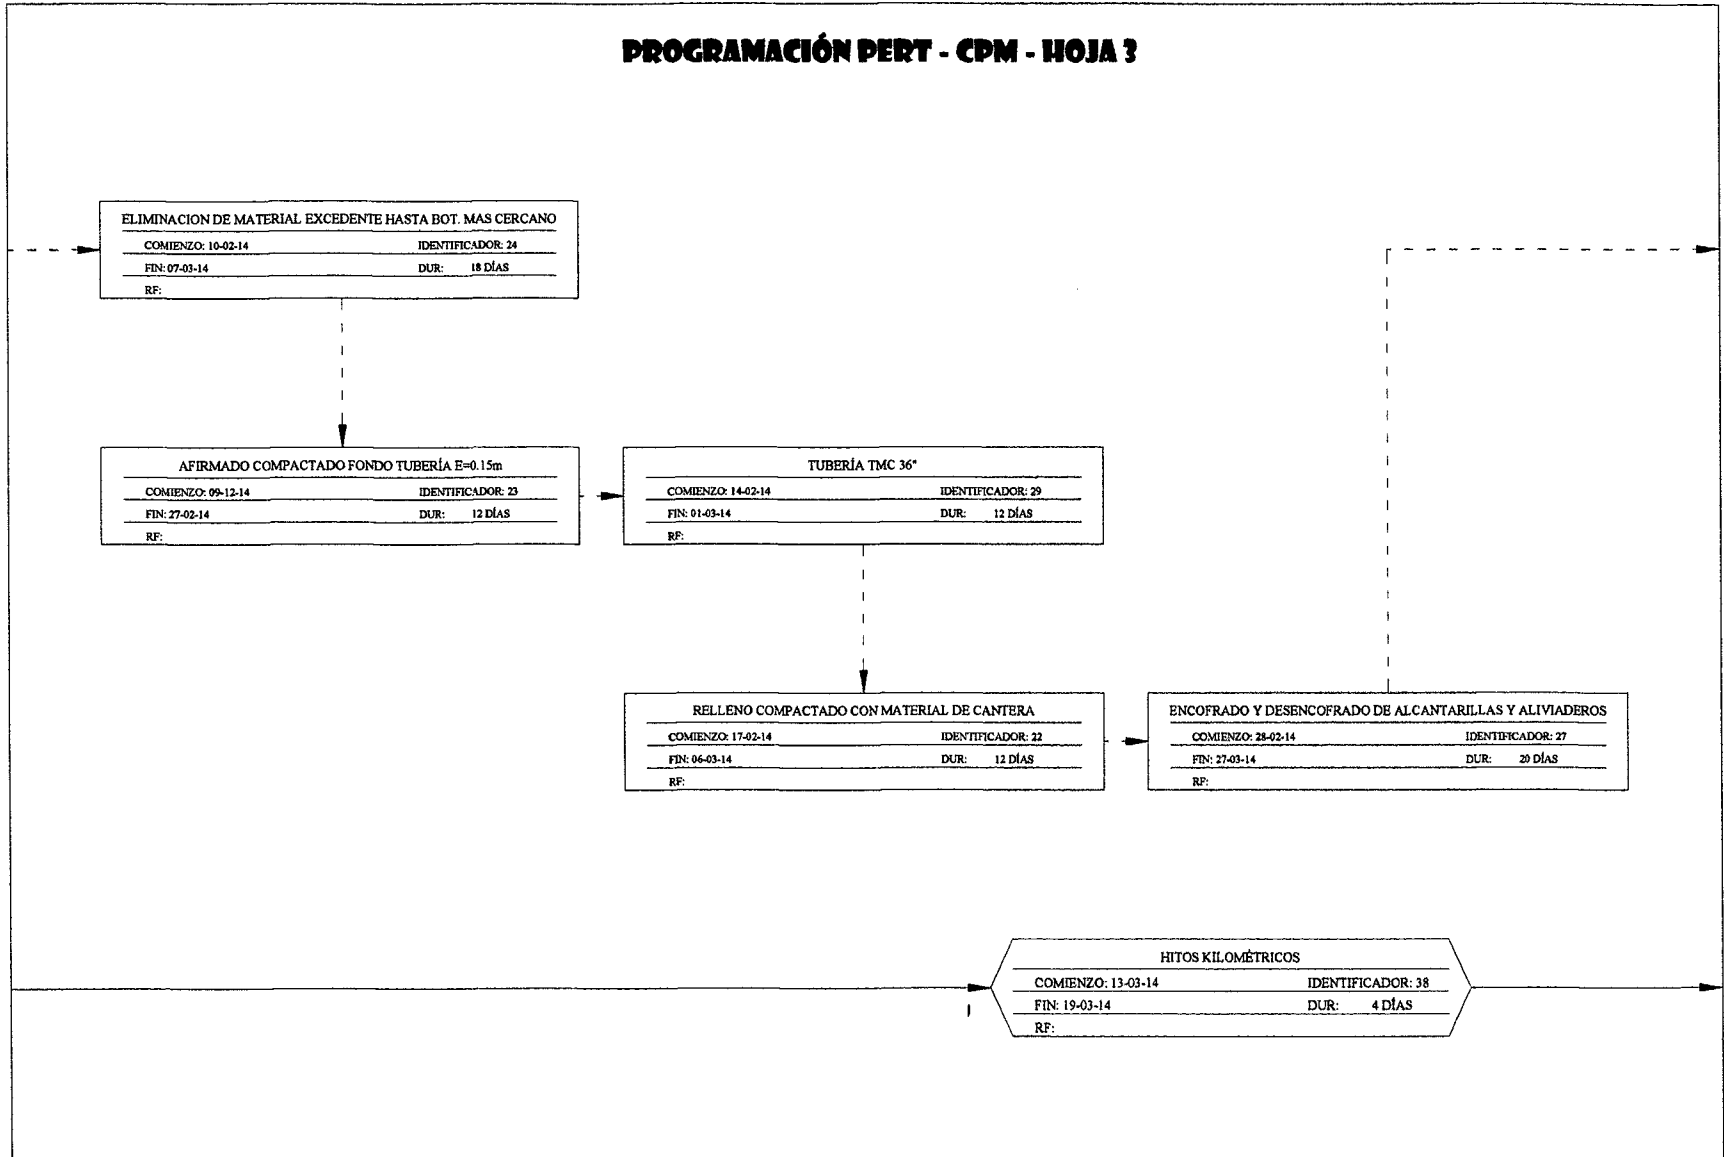 PROGRAMACIÓN PERT - CPM - HOJA 3
ELIMINACION DE MATERIAL EXCEDENTE HASTA BOT. MAS CERCANO
COMIENZO: 10-02-14 IDENTIFICADOR: 24
FIN: 07-03-14 DUR: 18 DÍAS
RF:
AFIRMADO COMPACTADO FONDO TUBERÍA E=0.15m
COMIENZO: 09-12-14 IDENTIFICADOR: 23
FIN: 27-02-14 DUR: 12 DÍAS
RF:
TUBERÍA TMC 36"
COMIENZO: 14-02-14 IDENTIFICADOR: 29
FIN: 01-03-14 DUR: 12 DÍAS
RF:
RELLENO COMPACTADO CON MATERIAL DE CANTERA
COMIENZO: 17-02-14 IDENTIFICADOR: 22
FIN: 06-03-14 DUR: 12 DÍAS
RF:
ENCOFRADO Y DESENCOFRADO DE ALCANTARILLAS Y ALIVIADEROS
COMIENZO: 28-02-14 IDENTIFICADOR: 27
FIN: 27-03-14 DUR: 20 DÍAS
RF:
HITOS KILOMÉTRICOS
COMIENZO: 13-03-14 IDENTIFICADOR: 38
FIN: 19-03-14 DUR: 4 DÍAS
RF: